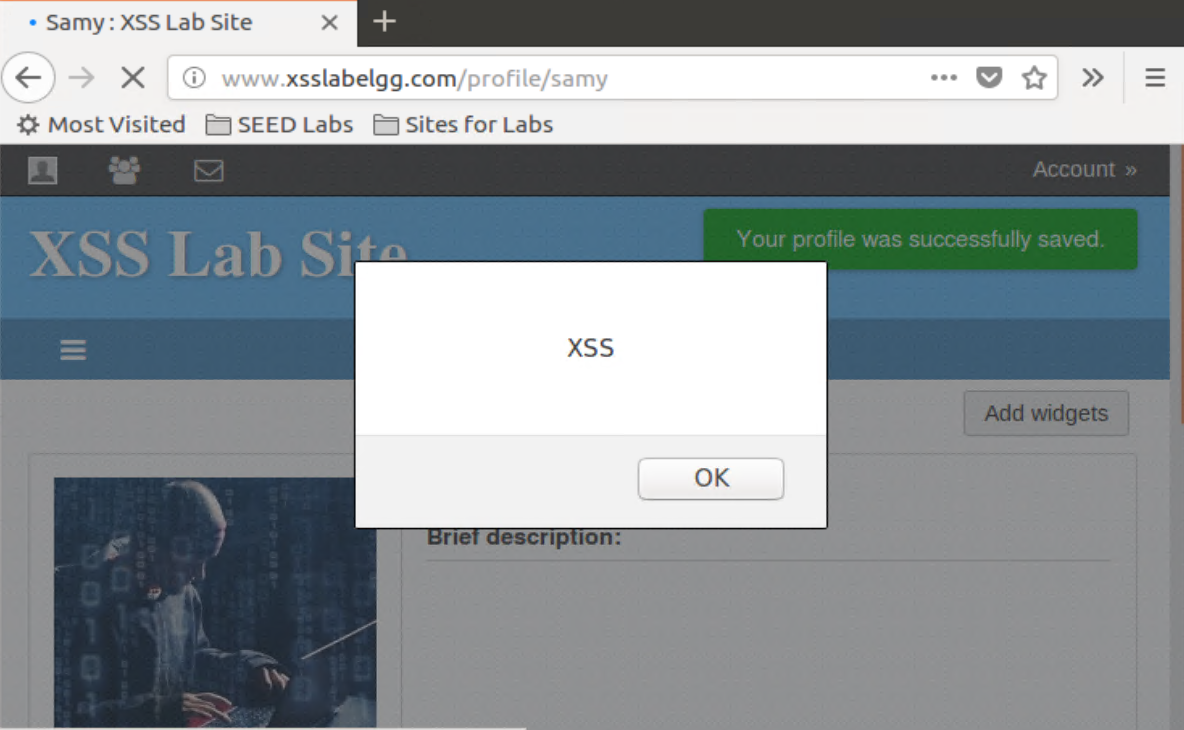 Samy : XSS Lab Site
www.xsslabelgg.com/profile/samy
Most Visited SEED Labs Sites for Labs
Account »
XSS Lab Site
Your profile was successfully saved.
XSS
Add widgets
OK
Brief description: